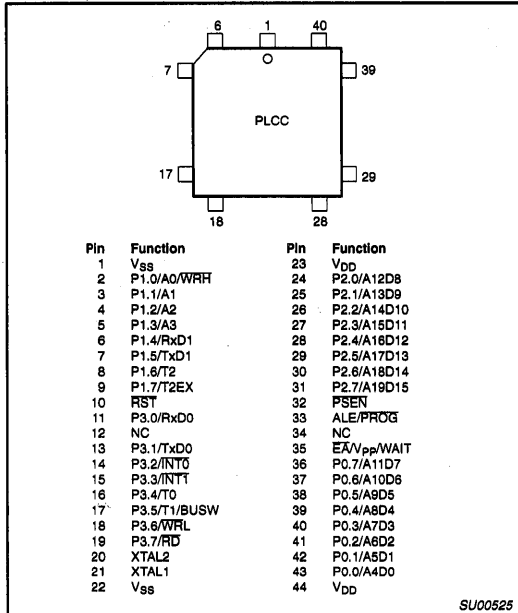 6 1 40
7 39
PLCC
17 29
18 28
Pin Function Pin Function
1 VSS 23 VDD
2 P1.0/A0/WRH 24 P2.0/A12D8
3 P1.1/A1 25 P2.1/A13D9
4 P1.2/A2 26 P2.2/A14D10
5 P1.3/A3 27 P2.3/A15D11
6 P1.4/RxD1 28 P2.4/A16D12
7 P1.5/TxD1 29 P2.5/A17D13
8 P1.6/T2 30 P2.6/A18D14
9 P1.7/T2EX 31 P2.7/A19D15
10 RST 32 PSEN
11 P3.0/RxD0 33 ALE/PROG
12 NC 34 NC
13 P3.1/TxD0 35 EA/VPP/WAIT
14 P3.2/INT0 36 P0.7/A11D7
15 P3.3/INT1 37 P0.6/A10D6
16 P3.4/T0 38 P0.5/A9D5
17 P3.5/T1/BUSW 39 P0.4/A8D4
18 P3.6/WRL 40 P0.3/A7D3
19 P3.7/RD 41 P0.2/A6D2
20 XTAL2 42 P0.1/A5D1
21 XTAL1 43 P0.0/A4D0
22 VSS 44 VDD
SU00525